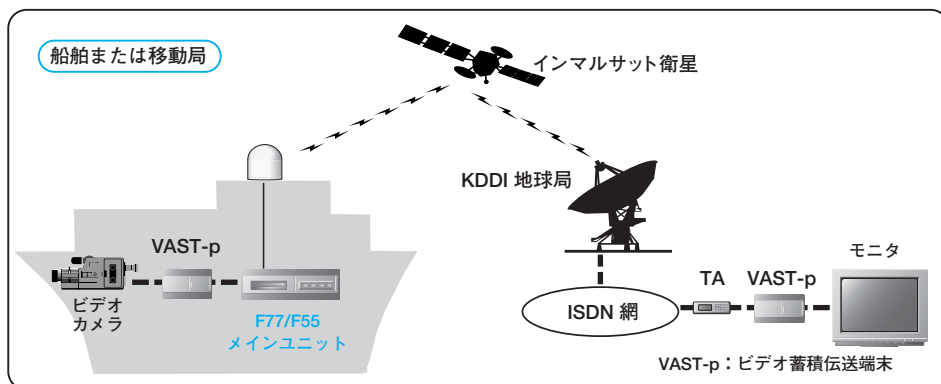 船舶または移動局
インマルサット衛星
KDDI 地球局
VAST-p
ビデオ
カメラ
F77/F55
メインユニット
ISDN 網
TA
VAST-p
モニタ
VAST-p：ビデオ蓄積伝送端末